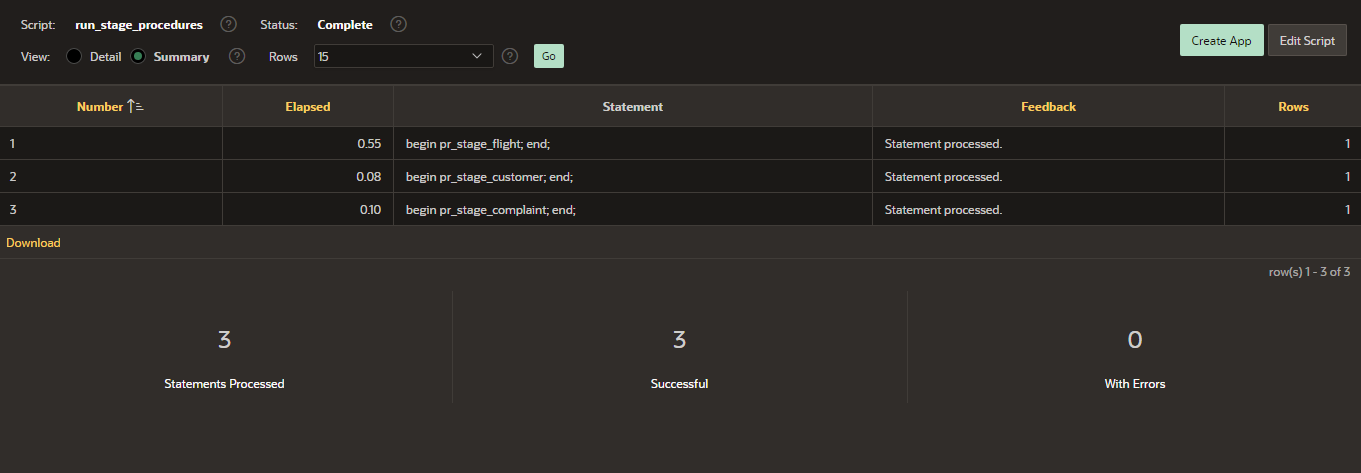 Script: run_stage_procedures ? Status: Complete ?
View: Detail Summary ? Rows 15 ? Go
Create App Edit Script
Number Elapsed Statement Feedback Rows
1 0.55 begin pr_stage_flight; end; Statement processed. 1
2 0.08 begin pr_stage_customer; end; Statement processed. 1
3 0.10 begin pr_stage_complaint; end; Statement processed. 1
Download
row(s) 1 - 3 of 3
3 3 0
Statements Processed Successful With Errors